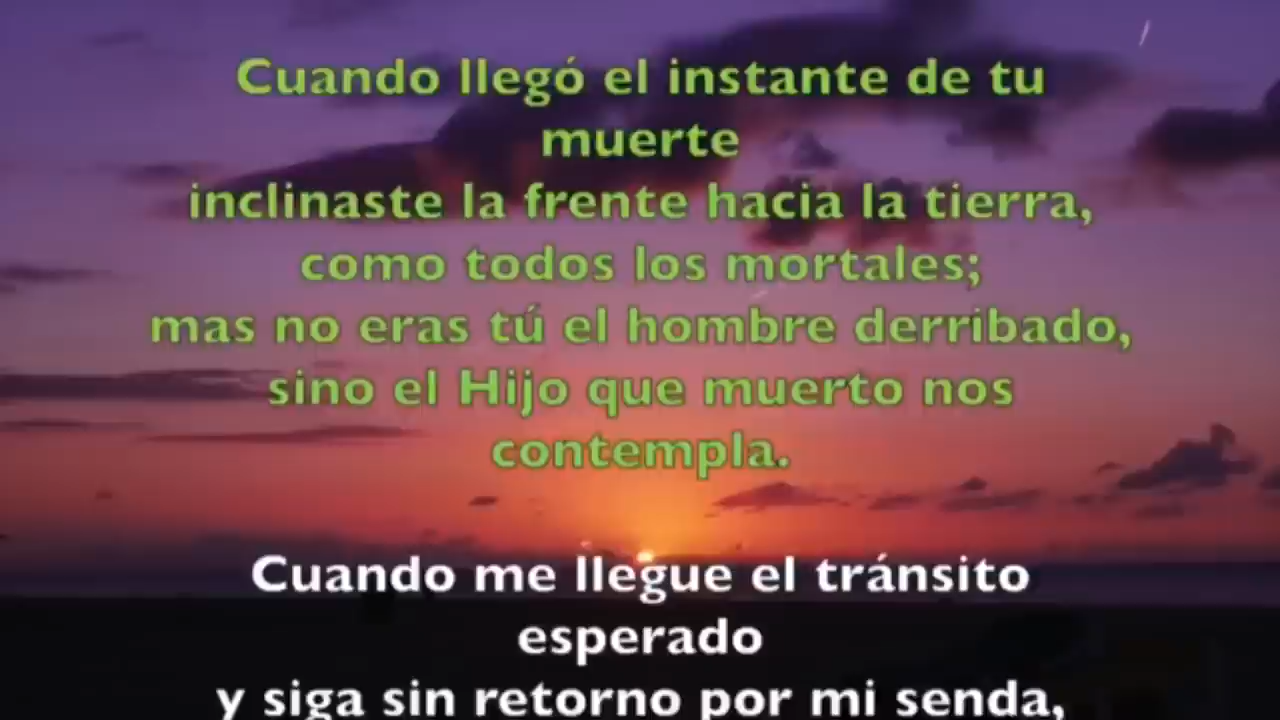 Cuando llegó el instante de tu
muerte
inclinaste la frente hacia la tierra,
como todos los mortales;
mas no eras tú el hombre derribado,
sino el Hijo que muerto nos
contempla.
Cuando me llegue el tránsito
esperado
y siga sin retorno por mi senda,